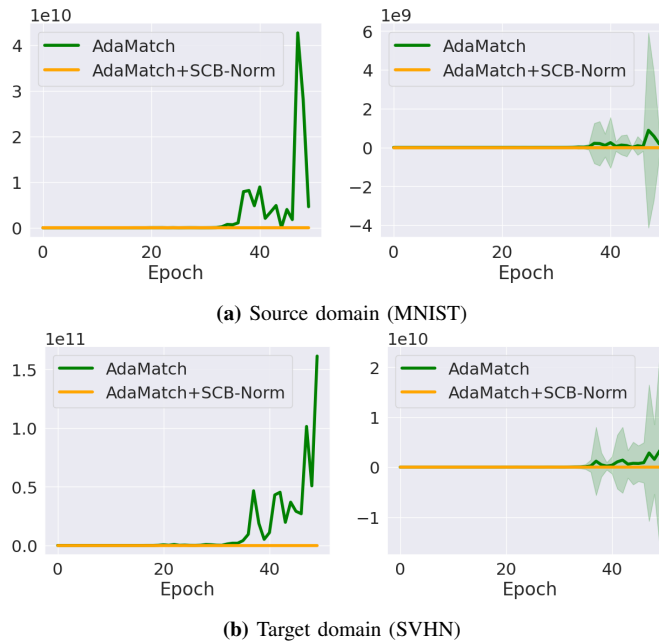 1e10
4
3
2
1
0
AdaMatch
AdaMatch+SCB-Norm
0 20 40
Epoch
1e9
6
4
2
0
−2
−4
AdaMatch
AdaMatch+SCB-Norm
0 20 40
Epoch
(a) Source domain (MNIST)
1e11
1.5
1.0
0.5
0.0
AdaMatch
AdaMatch+SCB-Norm
0 20 40
Epoch
1e10
2
1
0
−1
AdaMatch
AdaMatch+SCB-Norm
0 20 40
Epoch
(b) Target domain (SVHN)